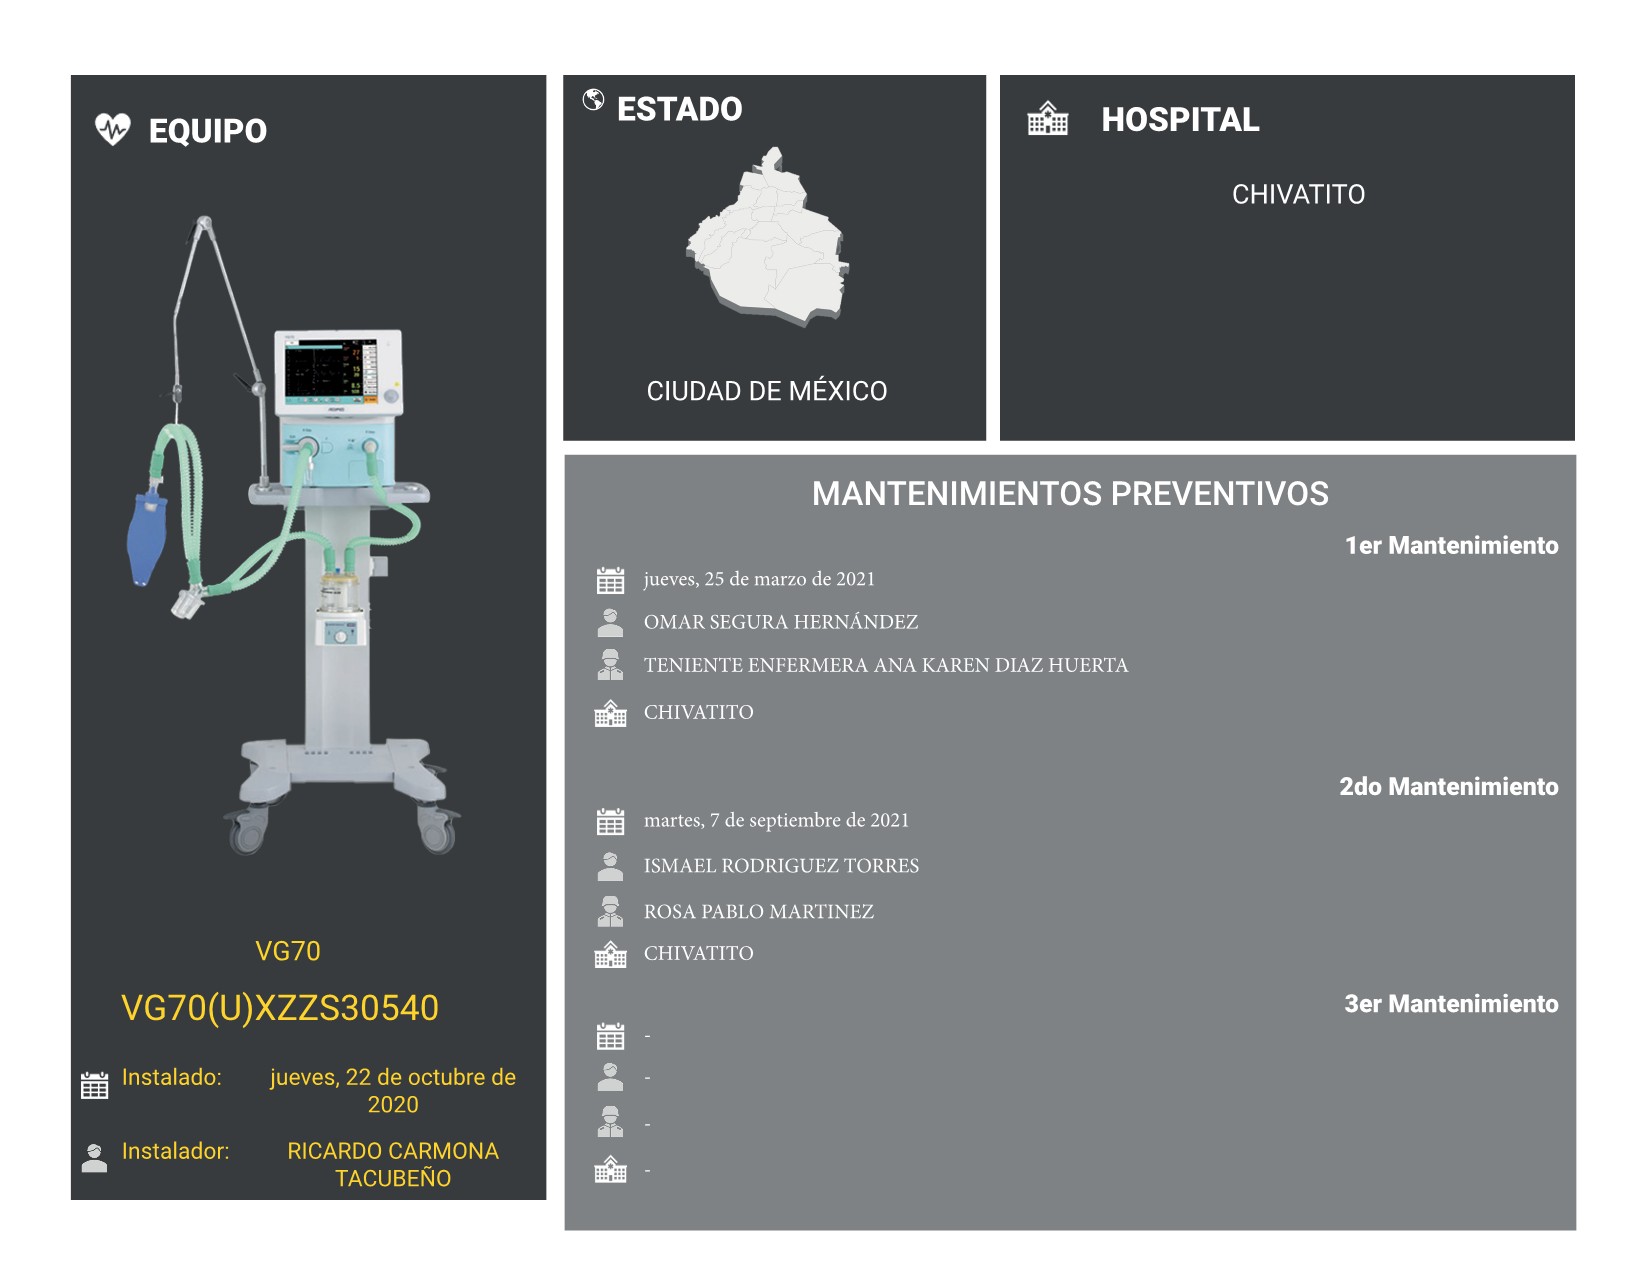 EQUIPO
VG70
VG70(U)XZZS30540
Instalado:
jueves, 22 de octubre de
2020
Instalador:
RICARDO CARMONA
TACUBEÑO
ESTADO
CIUDAD DE MÉXICO
HOSPITAL
CHIVATITO
MANTENIMIENTOS PREVENTIVOS
1er Mantenimiento
jueves, 25 de marzo de 2021
OMAR SEGURA HERNÁNDEZ
TENIENTE ENFERMERA ANA KAREN DIAZ HUERTA
CHIVATITO
2do Mantenimiento
martes, 7 de septiembre de 2021
ISMAEL RODRIGUEZ TORRES
ROSA PABLO MARTINEZ
CHIVATITO
3er Mantenimiento
-
-
-
-